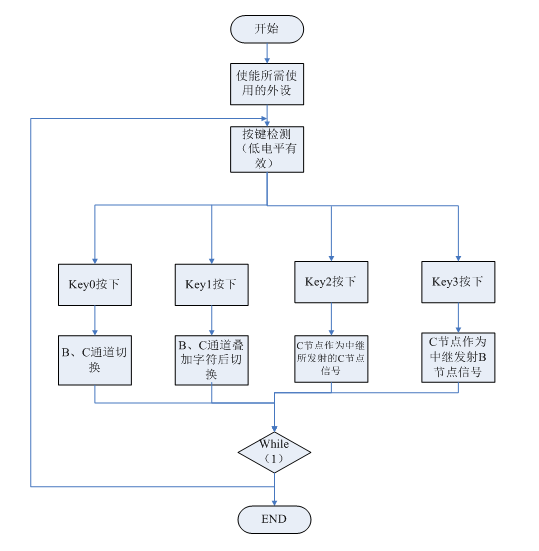 开始
使能所需使
用的外设
按键检测
（低电平有
效）
Key0按下
Key1按下
Key2按下
Key3按下
B、C通道切
换
B、C通道叠
加字符后切
换
C节点作为中继
所发射的C节点
信号
C节点作为
中继发射B
节点信号
While
（1）
END